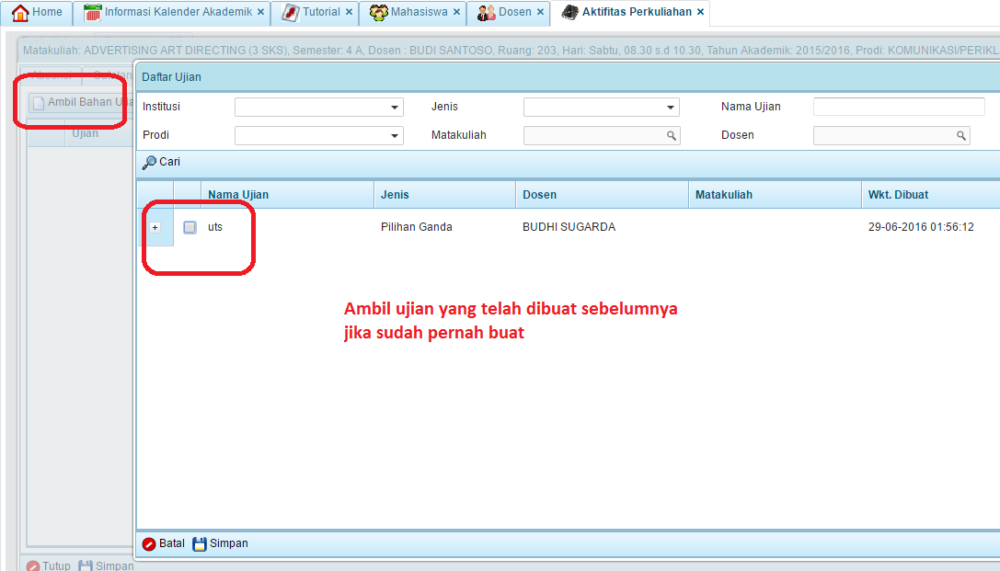 Home Informasi Kalender Akademik × Tutorial × Mahasiswa × Dosen × Aktifitas Perkuliahan ×
Matakuliah: ADVERTISING ART DIRECTING (3 SKS), Semester: 4 A, Dosen : BUDI SANTOSO, Ruang: 203, Hari: Sabtu, 08.30 s.d 10.30, Tahun Akademik: 2015/2016, Prodi: KOMUNIKASI/PERIKL
Daftar Ujian
Ambil Bahan Ujia
Ujian
Institusi Jenis Nama Ujian
Prodi Matakuliah Dosen
Cari
Nama Ujian Jenis Dosen Matakuliah Wkt. Dibuat
+ uts Pilihan Ganda BUDHI SUGARDA 29-06-2016 01:56:12
Ambil ujian yang telah dibuat sebelumnya
jika sudah pernah buat
Batal Simpan
Tutup Simpan